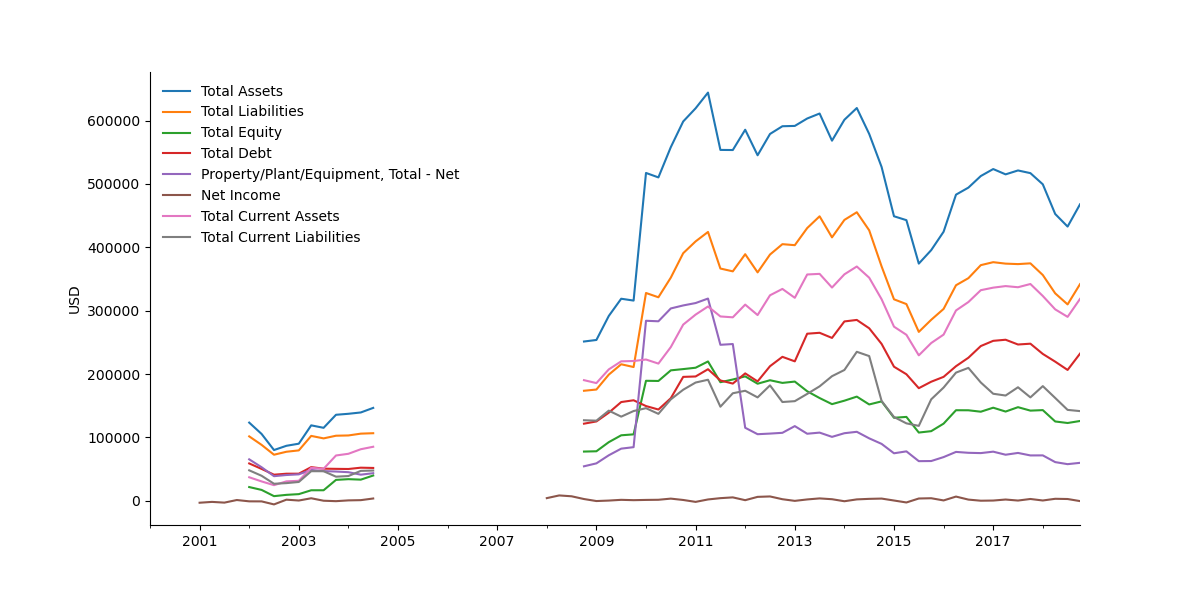 Total Assets
Total Liabilities
Total Equity
Total Debt
Property/Plant/Equipment, Total - Net
Net Income
Total Current Assets
Total Current Liabilities
USD
600000
500000
400000
300000
200000
100000
0
2001 2003 2005 2007 2009 2011 2013 2015 2017